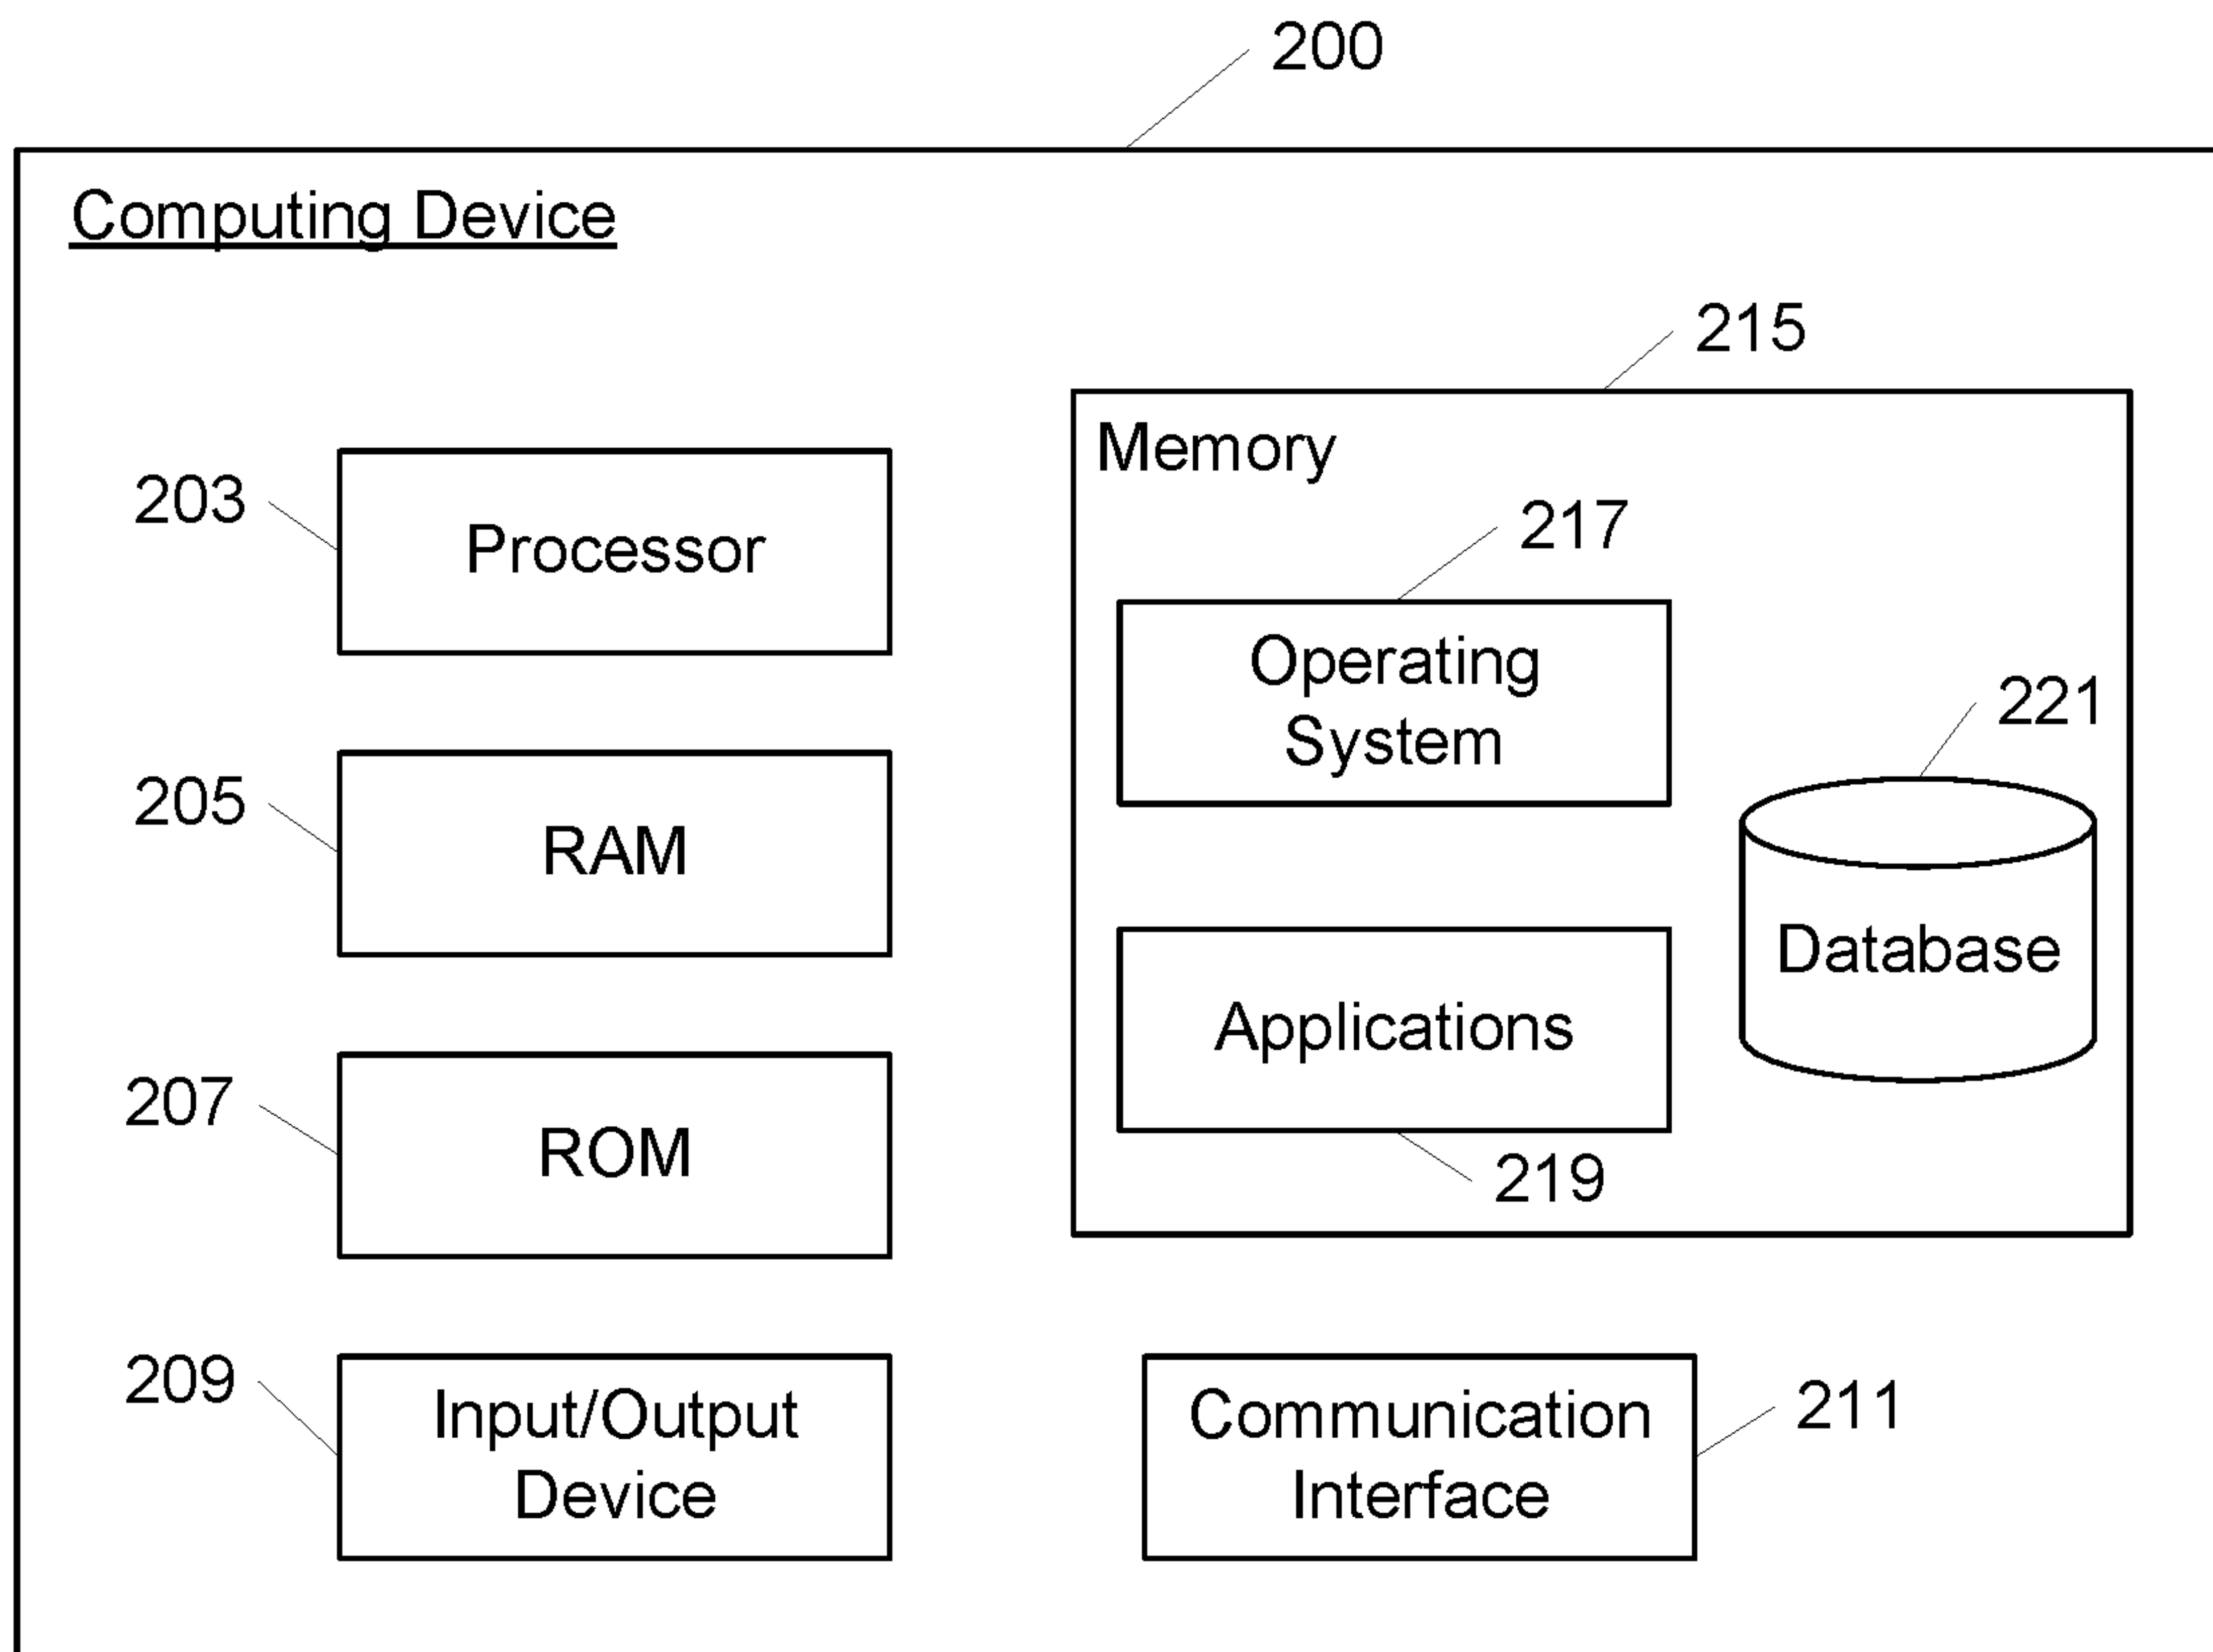 200
Computing Device
215
Memory
203
Processor
217
Operating
System
221
205
RAM
Database
Applications
219
207
ROM
209
Input/Output
Device
Communication
Interface
211